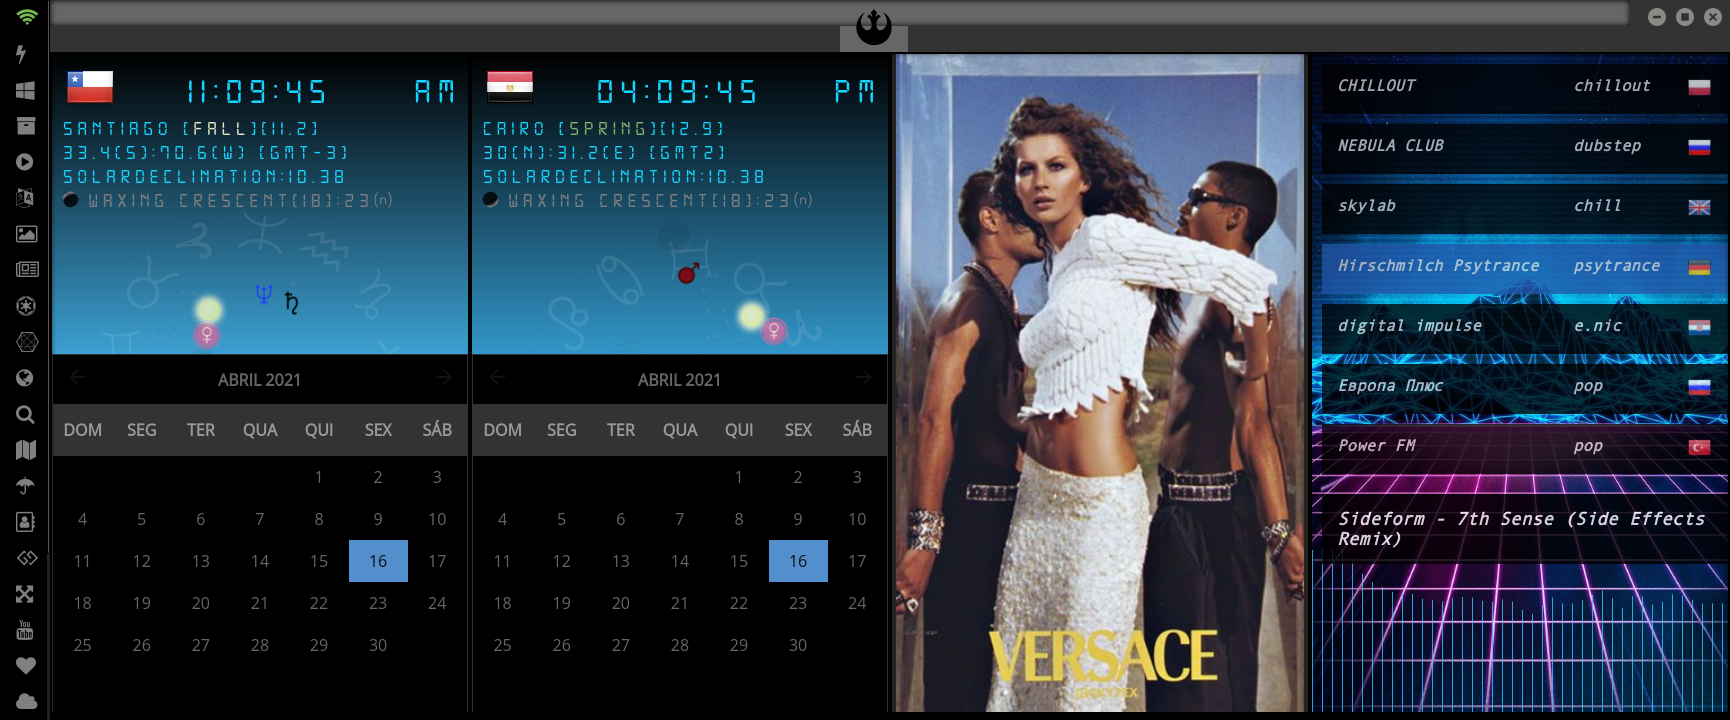 11:09:45 AM
SANTIAGO [FALL][11.2]
33.4(S):70.6(W) [GMT-3]
SOLARDECLINATION:10.38
WAXING CRESCENT[18]:23(n)
ABRIL 2021
DOM SEG TER QUA QUI SEX SÁB
1 2 3
4 5 6 7 8 9 10
11 12 13 14 15 16 17
18 19 20 21 22 23 24
25 26 27 28 29 30
04:09:45 PM
CAIRO [SPRING][12.9]
30(N):31.2(E) [GMT2]
SOLARDECLINATION:10.38
WAXING CRESCENT[18]:23(n)
ABRIL 2021
DOM SEG TER QUA QUI SEX SÁB
1 2 3
4 5 6 7 8 9 10
11 12 13 14 15 16 17
18 19 20 21 22 23 24
25 26 27 28 29 30
VERSACE
CHILLOUT chillout
NEBULA CLUB dubstep
skylab chill
Hirschmilch Psytrance psytrance
digital impulse e.nic
Европа Плюс pop
Power FM pop
Sideform - 7th Sense (Side Effects
Remix)
You
Tube